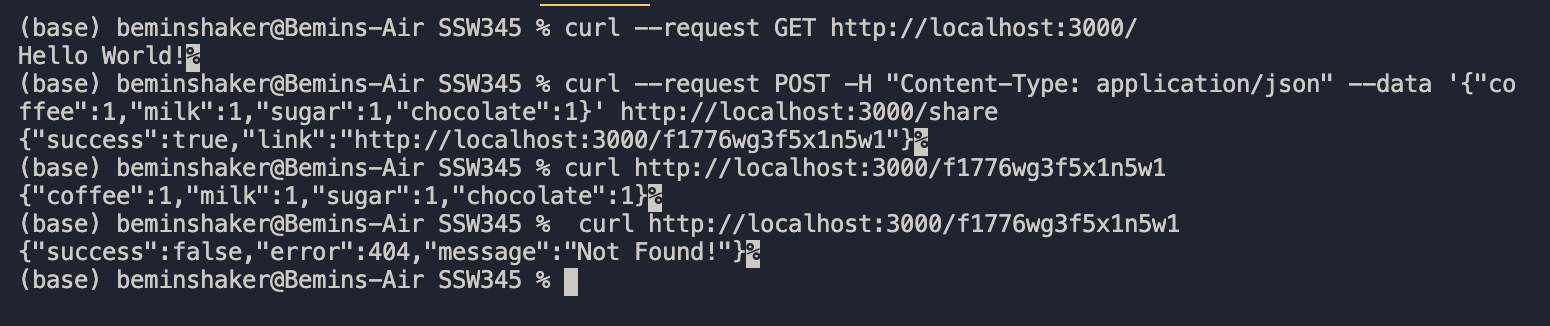 (base) beminshaker@Bemins-Air SSW345 % curl --request GET http://localhost:3000/
Hello World!%
(base) beminshaker@Bemins-Air SSW345 % curl --request POST -H "Content-Type: application/json" --data '{"co
ffee":1,"milk":1,"sugar":1,"chocolate":1}' http://localhost:3000/share
{"success":true,"link":"http://localhost:3000/f1776wg3f5x1n5w1"}%
(base) beminshaker@Bemins-Air SSW345 % curl http://localhost:3000/f1776wg3f5x1n5w1
{"coffee":1,"milk":1,"sugar":1,"chocolate":1}%
(base) beminshaker@Bemins-Air SSW345 %  curl http://localhost:3000/f1776wg3f5x1n5w1
{"success":false,"error":404,"message":"Not Found!"}%
(base) beminshaker@Bemins-Air SSW345 %